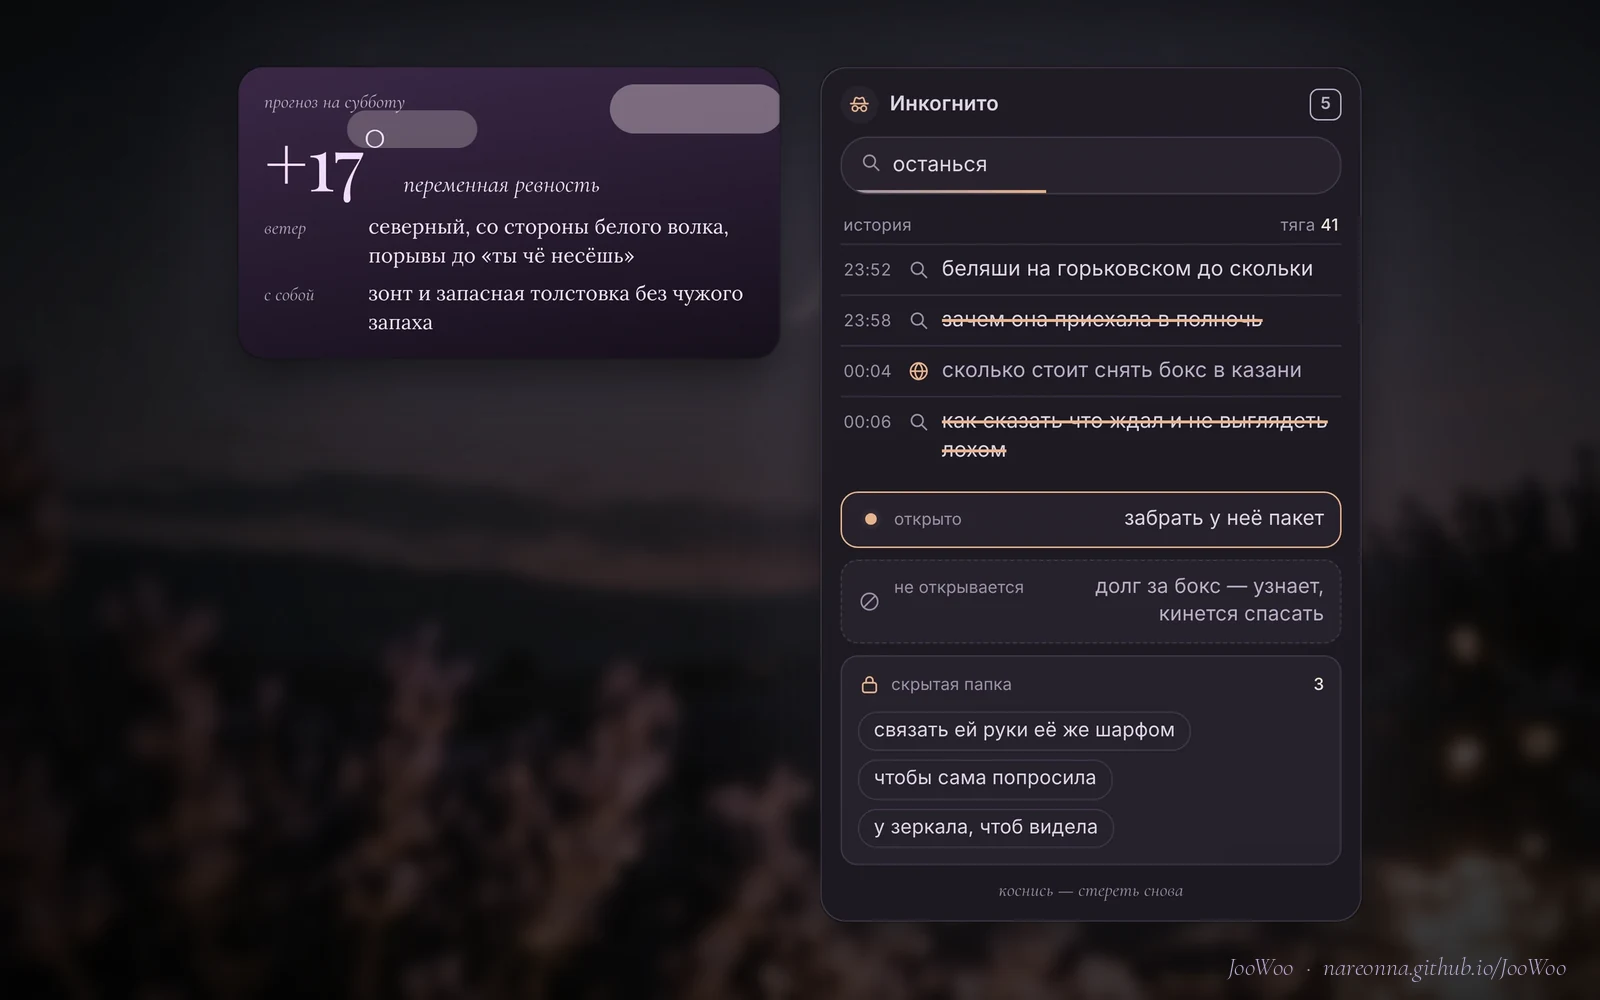 прогноз на субботу
+17°
переменная ревность
ветер
северный, со стороны белого волка,
порывы до «ты чё несёшь»
с собой
зонт и запасная толстовка без чужого
запаха
Инкогнито
5
останься
история
тяга 41
23:52 беляши на горьковском до скольки
23:58 зачем она приехала в полночь
00:04 сколько стоит снять бокс в казани
00:06 как сказать что ждал и не выглядеть
лохом
открыто
забрать у неё пакет
не открывается
долг за бокс — узнает,
кинется спасать
скрытая папка
3
связать ей руки её же шарфом
чтобы сама попросила
у зеркала, чтоб видела
коснись — стереть снова
JooWoo · nareonna.github.io/JooWoo